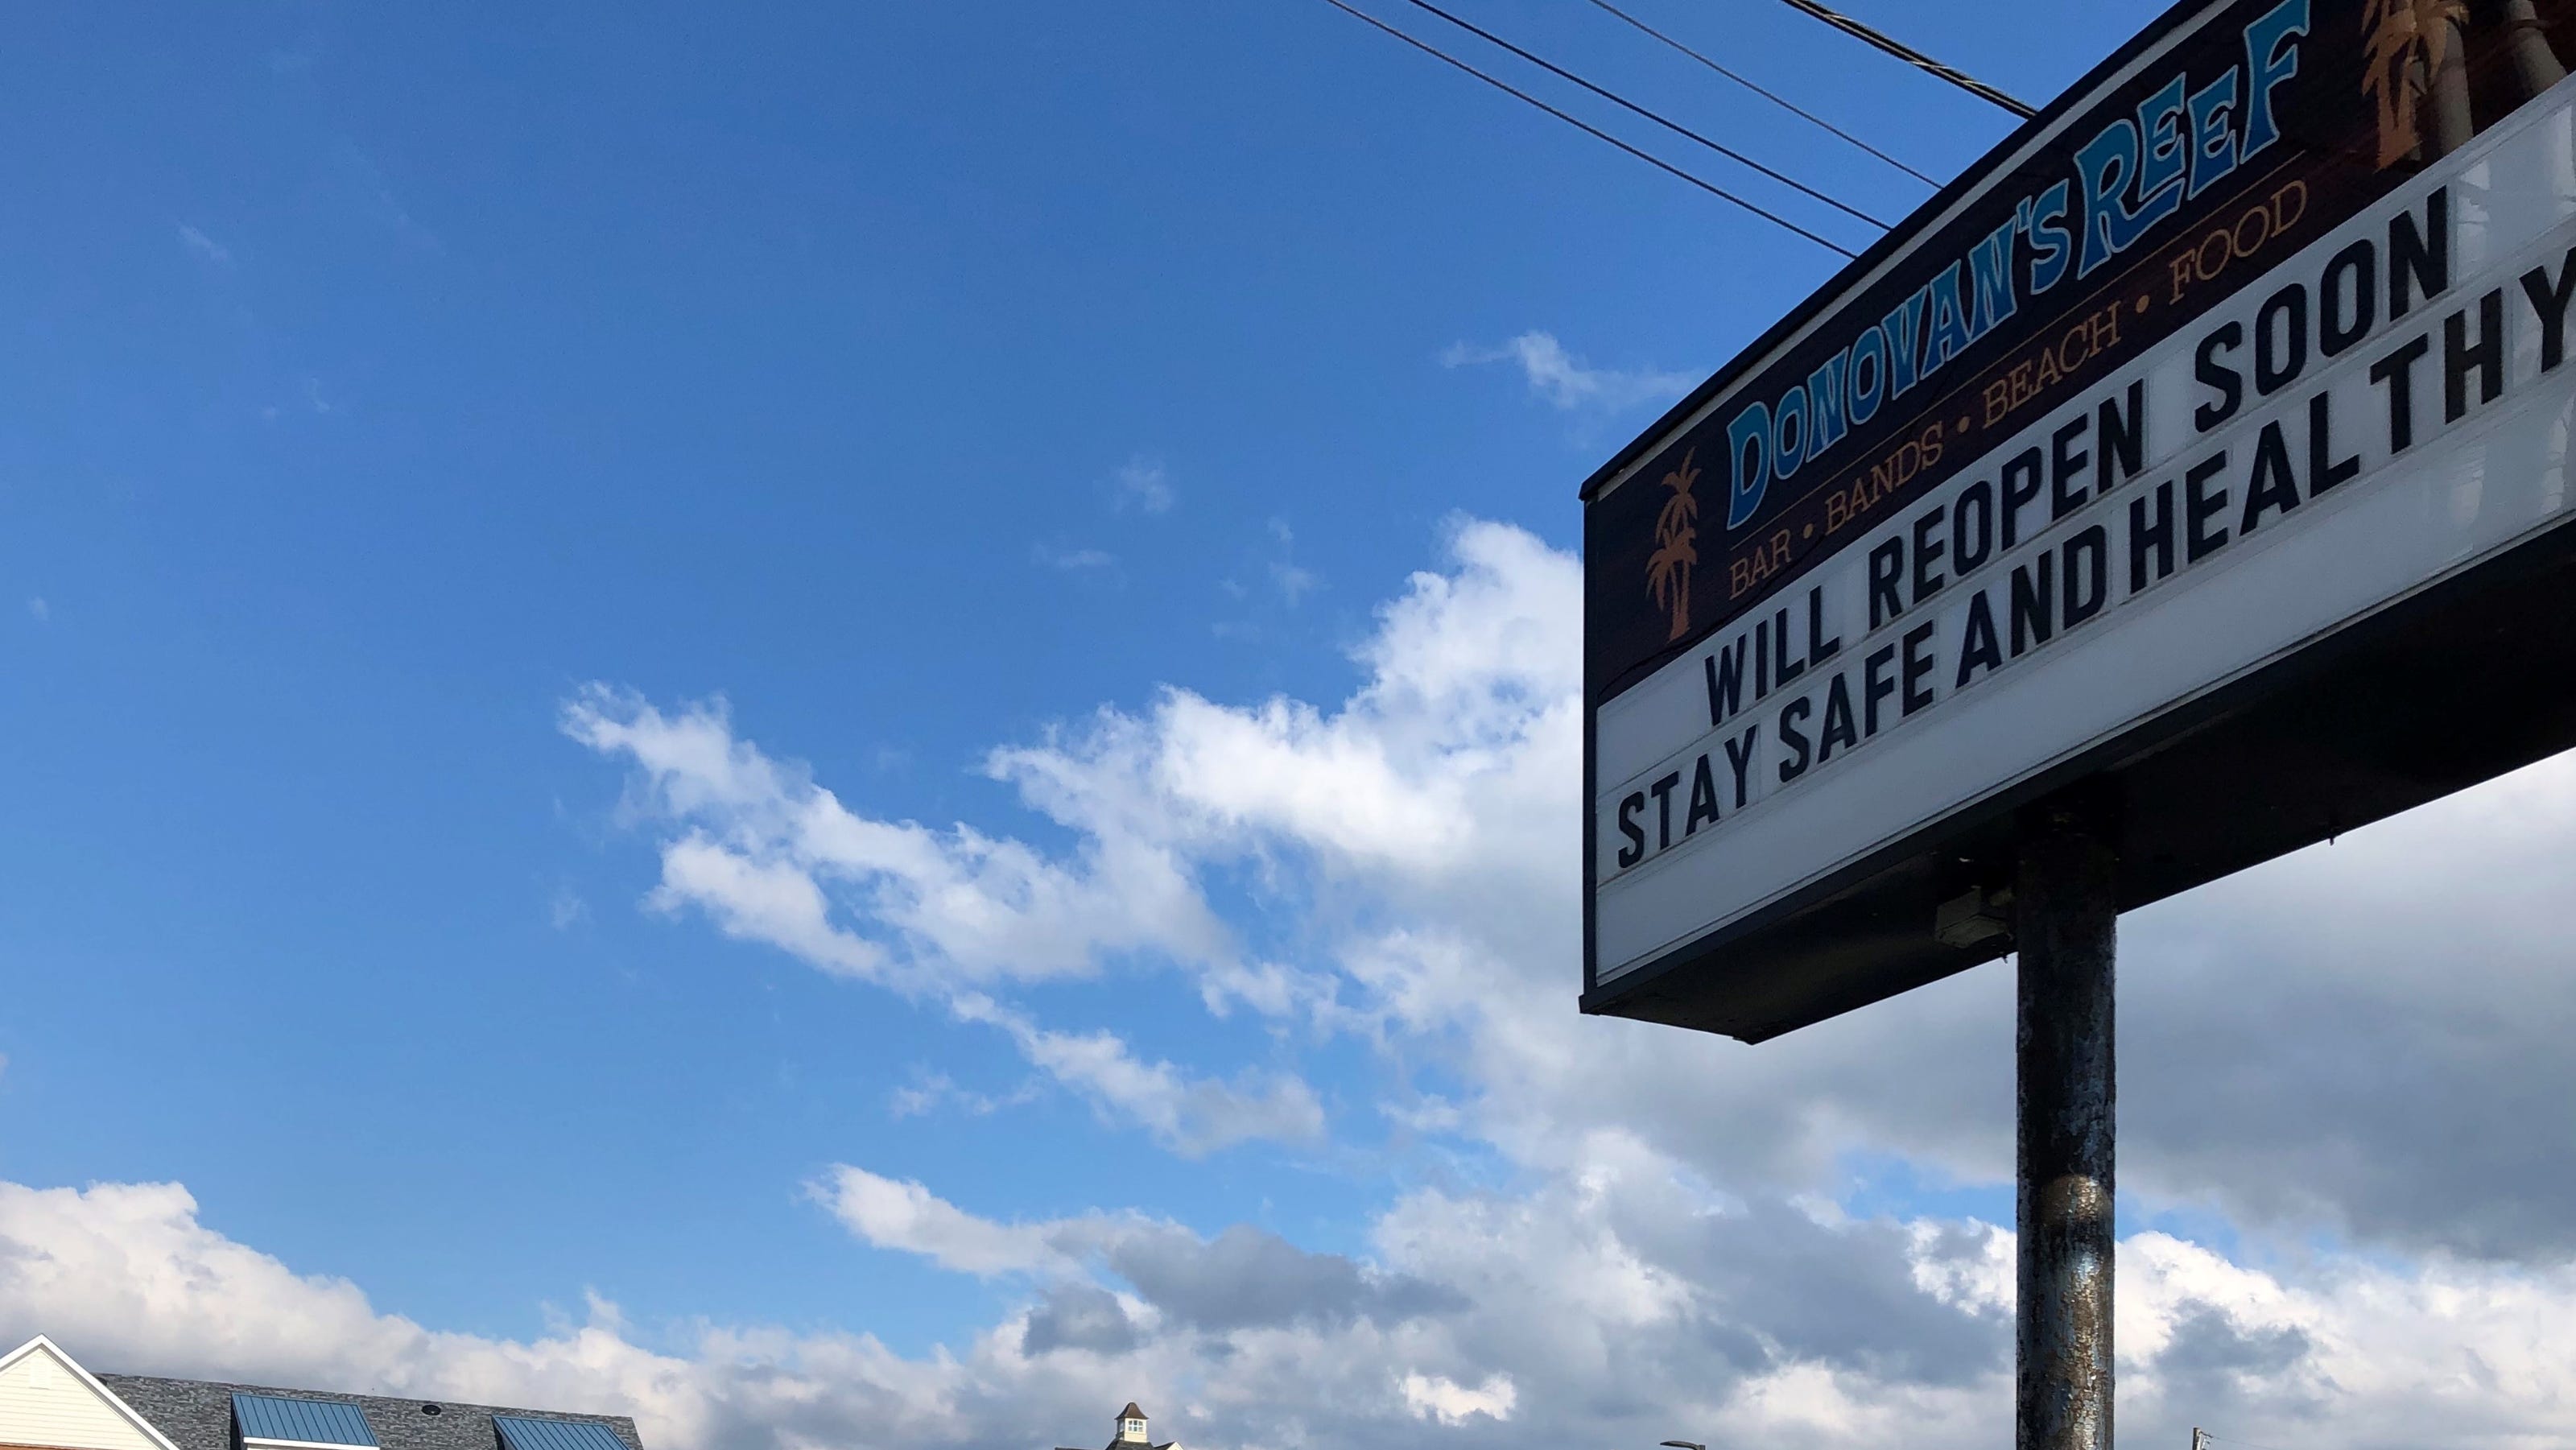 DONOVAN'S REEF
BAR • BANDS • BEACH • FOOD
WILL REOPEN SOON
STAY SAFE AND HEALTHY